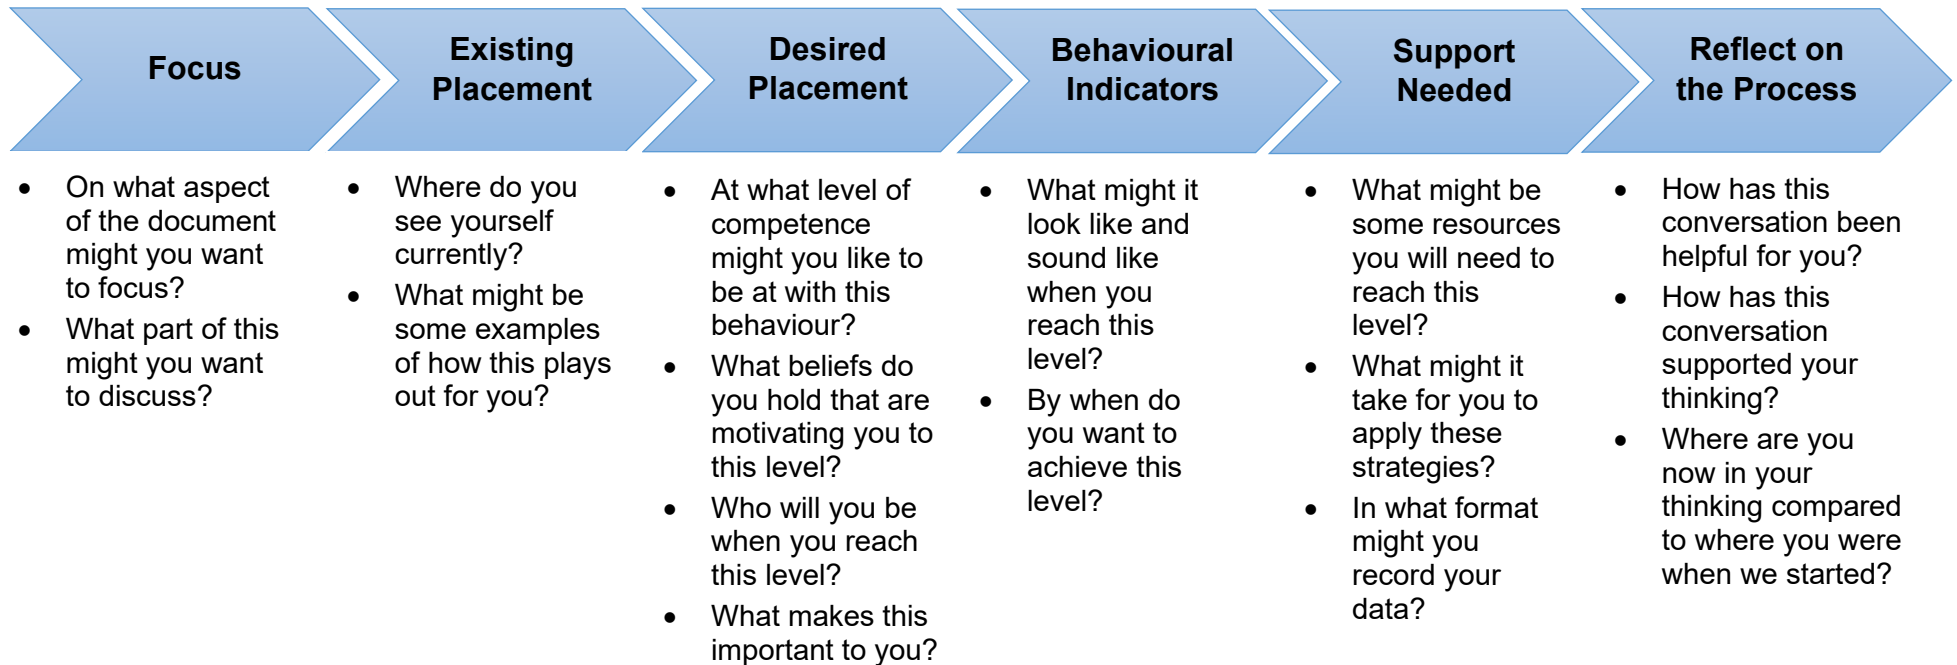 Focus
Existing
Placement
Desired
Placement
Behavioural
Indicators
Support
Needed
Reflect on
the Process
• On what aspect
of the document
might you want
to focus?
• What part of this
might you want
to discuss?
• Where do you
see yourself
currently?
• What might be
some examples
of how this plays
out for you?
• At what level of
competence
might you like to
be at with this
behaviour?
• What beliefs do
you hold that are
motivating you to
this level?
• Who will you be
when you reach
this level?
• What makes this
important to you?
• What might it
look like and
sound like
when you
reach this
level?
• By when do
you want to
achieve this
level?
• What might be
some resources
you will need to
reach this
level?
• What might it
take for you to
apply these
strategies?
• In what format
might you
record your
data?
• How has this
conversation been
helpful for you?
• How has this
conversation
supported your
thinking?
• Where are you
now in your
thinking compared
to where you were
when we started?